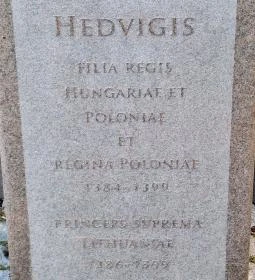 HEDVIGIS
FILIA REGIS
HUNGARIAE ET
POLONIAE
ET
REGINA POLONIAE
1384-1399
PRINCEPS SUPREMA
LITHUANIAE
1386-1399